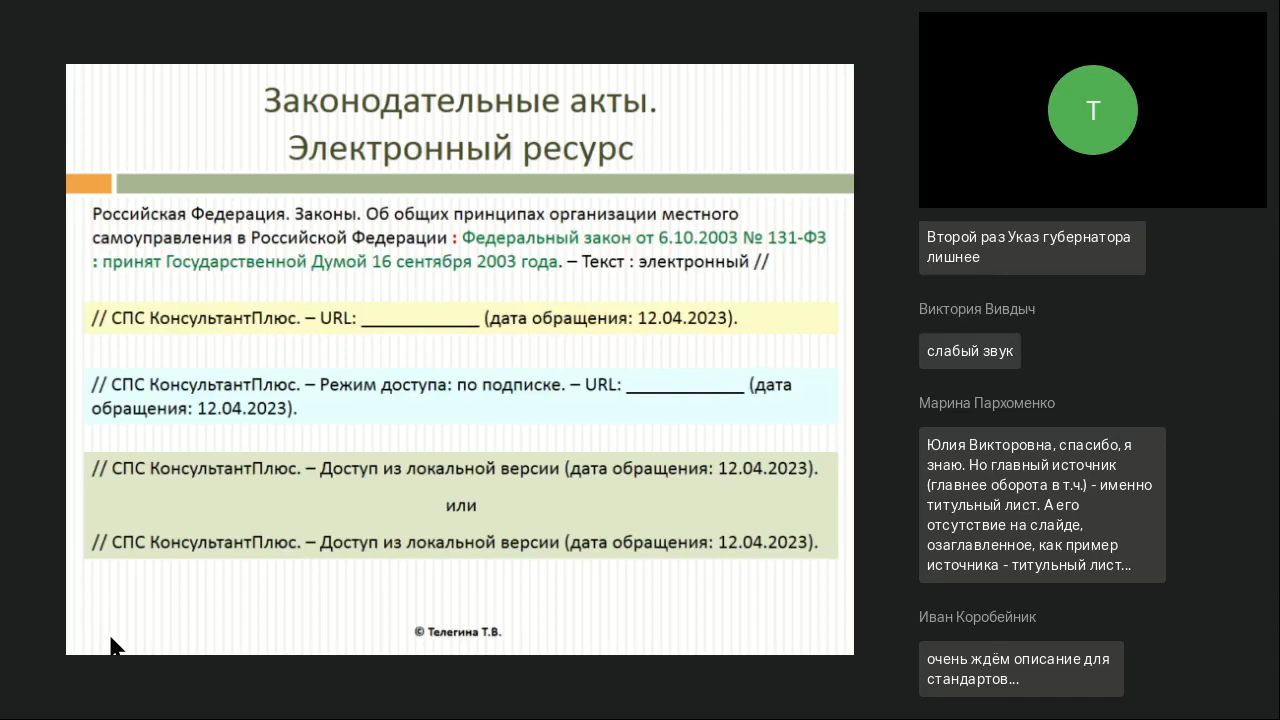 Законодательные акты.
Электронный ресурс
Российская Федерация. Законы. Об общих принципах организации местного
самоуправления в Российской Федерации : Федеральный закон от 6.10.2003 № 131-ФЗ
: принят Государственной Думой 16 сентября 2003 года. – Текст : электронный //
// СПС КонсультантПлюс. – URL: ____________ (дата обращения: 12.04.2023).
// СПС КонсультантПлюс. – Режим доступа: по подписке. – URL: ____________ (дата
обращения: 12.04.2023).
// СПС КонсультантПлюс. – Доступ из локальной версии (дата обращения: 12.04.2023).
или
// СПС КонсультантПлюс. – Доступ из локальной версии (дата обращения: 12.04.2023).
© Телегина Т.В.
Т
Второй раз Указ губернатора
лишнее
Виктория Вивдыч
слабый звук
Марина Пархоменко
Юлия Викторовна, спасибо, я
знаю. Но главный источник
(главнее оборота в т.ч.) - именно
титульный лист. А его
отсутствие на слайде,
озаглавленное, как пример
источника - титульный лист...
Иван Коробейник
очень ждём описание для
стандартов...